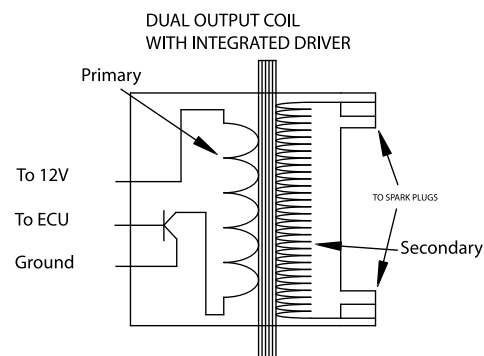 DUAL OUTPUT COIL
WITH INTEGRATED DRIVER
Primary
To 12V
TO SPARK PLUGS
To ECU
Secondary
Ground